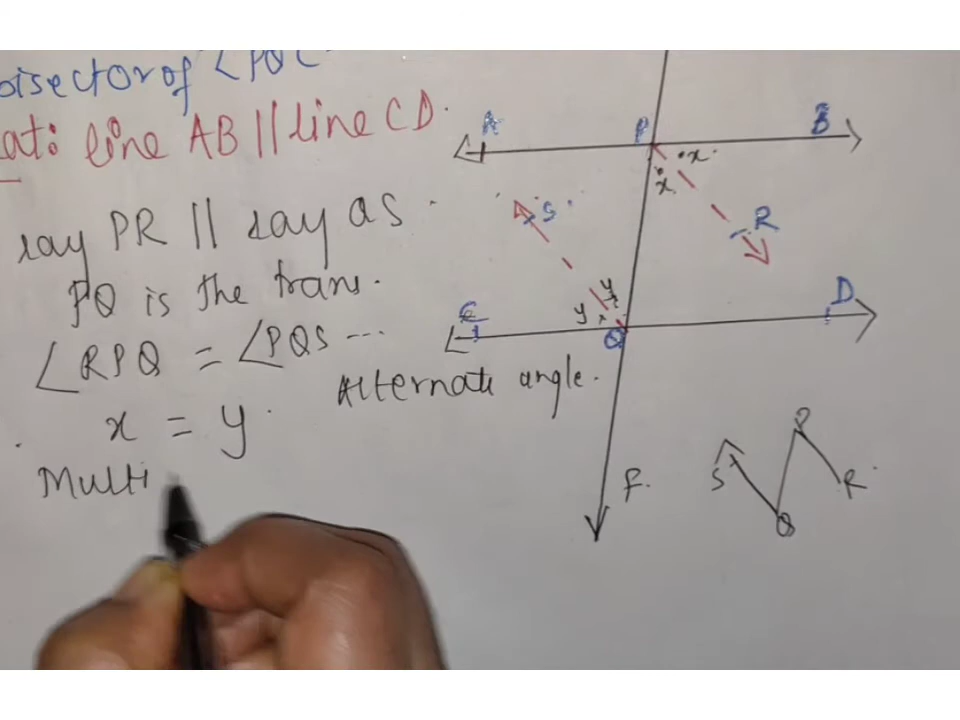 bisector of ∠PQC
at: line AB || line CD.
ray PR || ray QS
PQ is the trans.
∠RPQ = ∠PQS ---
Alternate angle.
x = y
Multi
A
P
B
x
x
S
R
y
y
C
Q
D
F.
S
P
Q
R